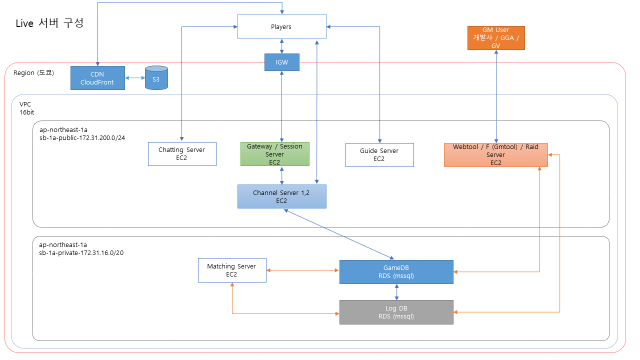 Live 서버 구성
Players
GM User
개발사 / GGA /
GV
IGW
Region (도쿄)
CDN
CloudFront
S3
VPC
16bit
ap-northeast-1a
sb-1a-public-172.31.200.0/24
Chatting Server
EC2
Gateway / Session
Server
EC2
Guide Server
EC2
Webtool / F (Gmtool) / Raid
Server
EC2
Channel Server 1,2
EC2
ap-northeast-1a
sb-1a-private-172.31.16.0/20
Matching Server
EC2
GameDB
RDS (mssql)
Log DB
RDS (mssql)